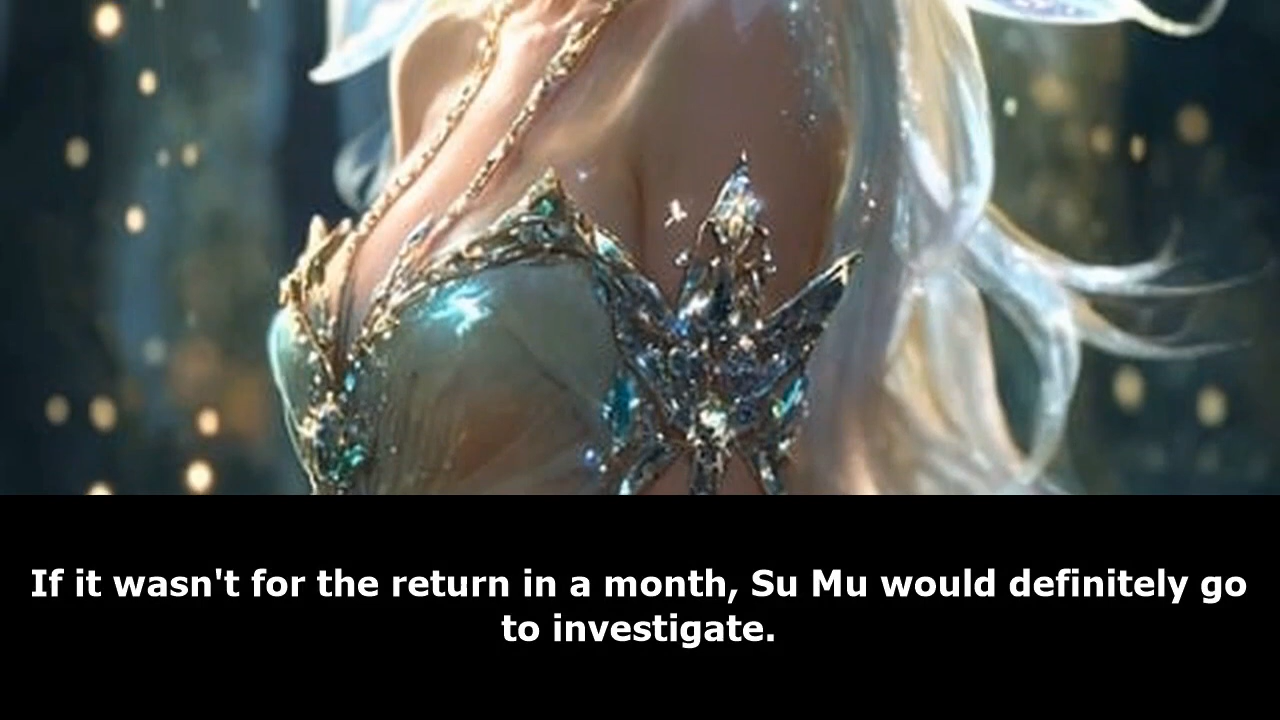 If it wasn't for the return in a month, Su Mu would definitely go
to investigate.